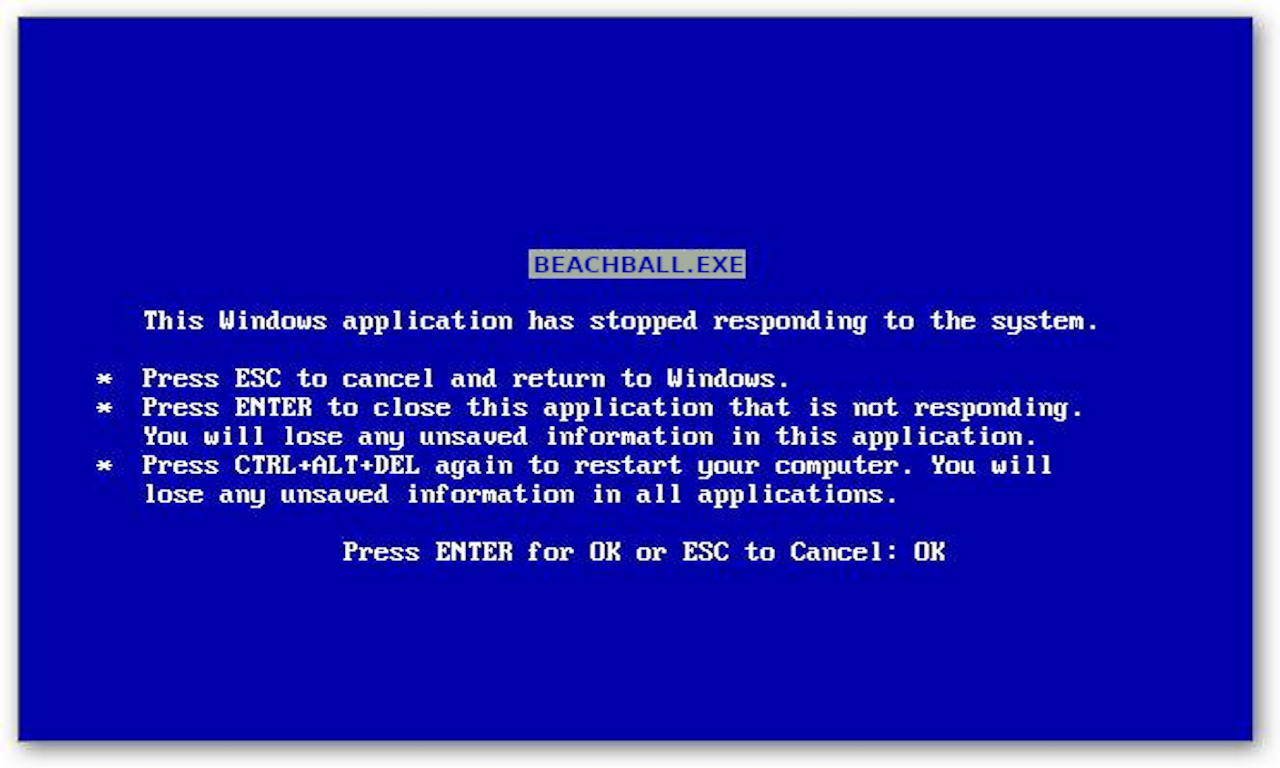 BEACHBALL.EXE
This Windows application has stopped responding to the system.
* Press ESC to cancel and return to Windows.
* Press ENTER to close this application that is not responding.
You will lose any unsaved information in this application.
* Press CTRL+ALT+DEL again to restart your computer. You will
lose any unsaved information in all applications.
Press ENTER for OK or ESC to Cancel: OK